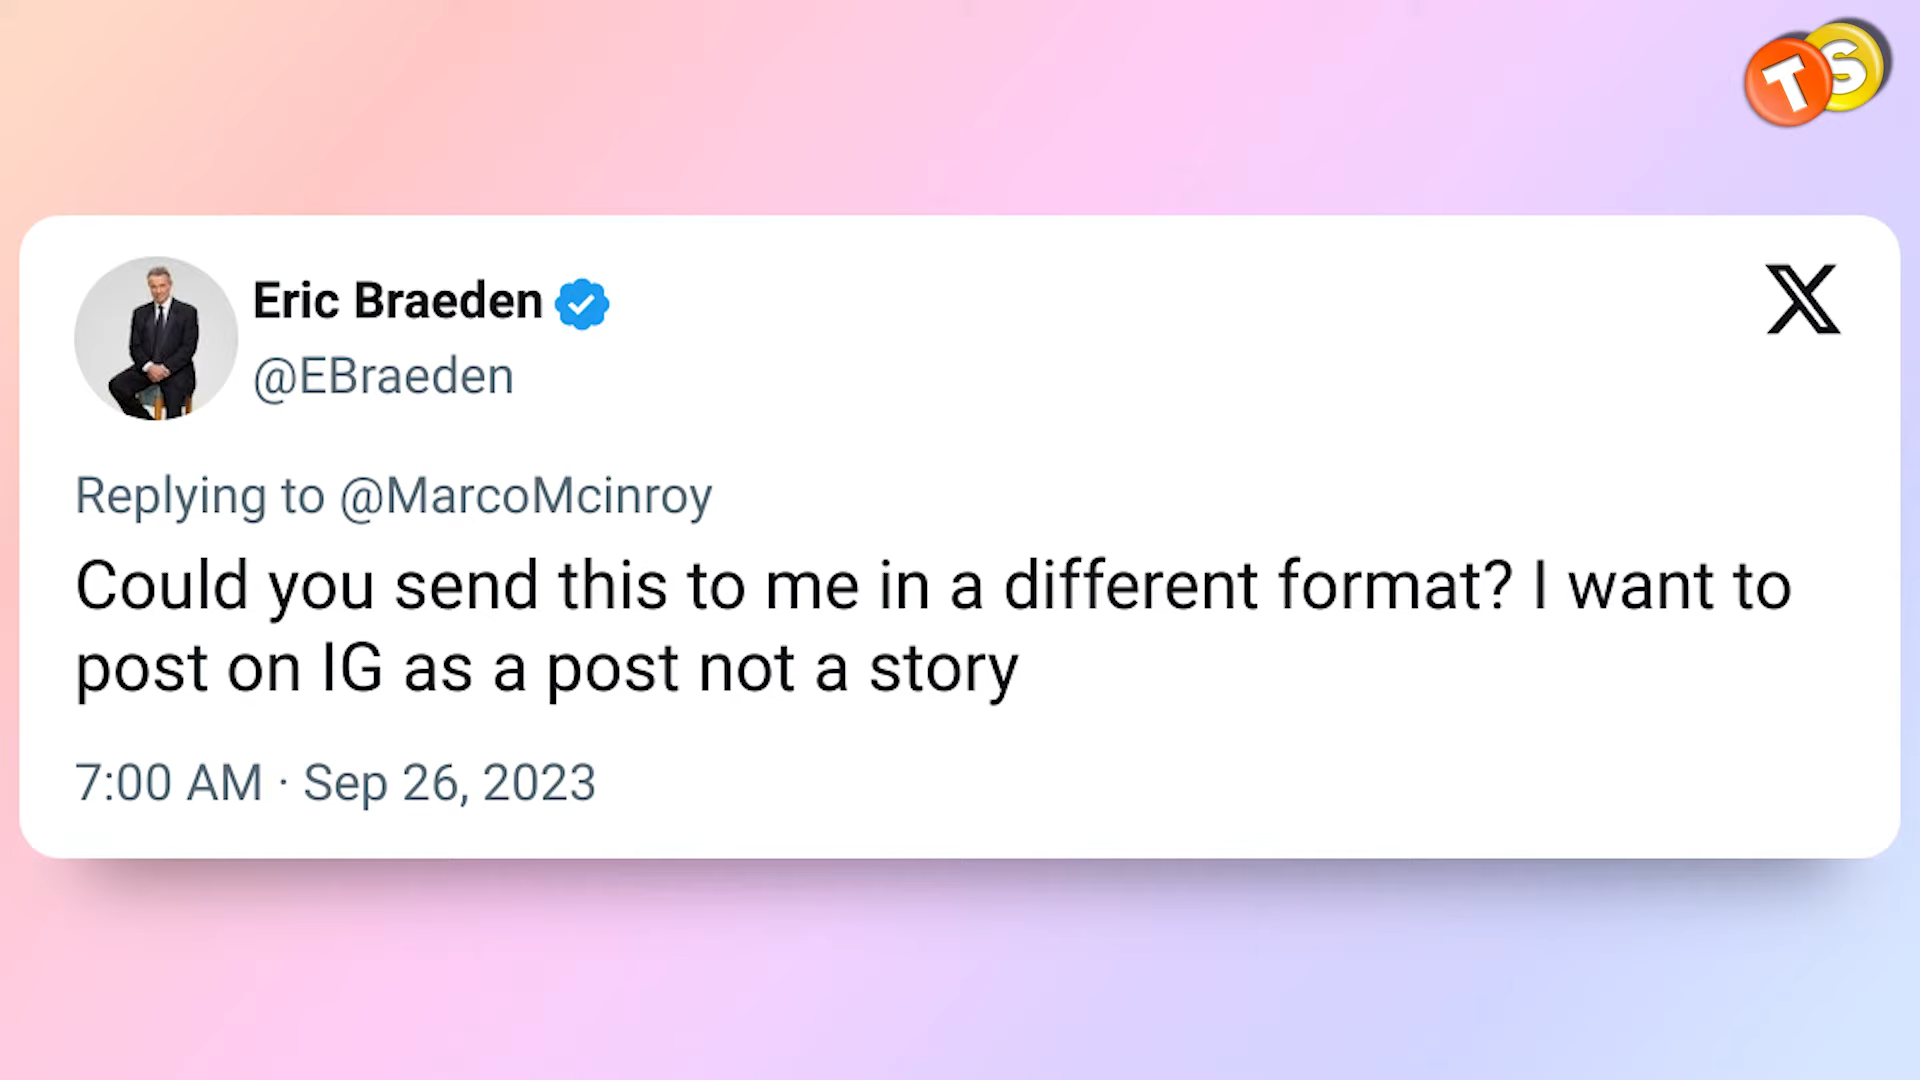 TS
Eric Braeden
@EBraeden
Replying to @MarcoMcinroy
Could you send this to me in a different format? I want to
post on IG as a post not a story
7:00 AM · Sep 26, 2023